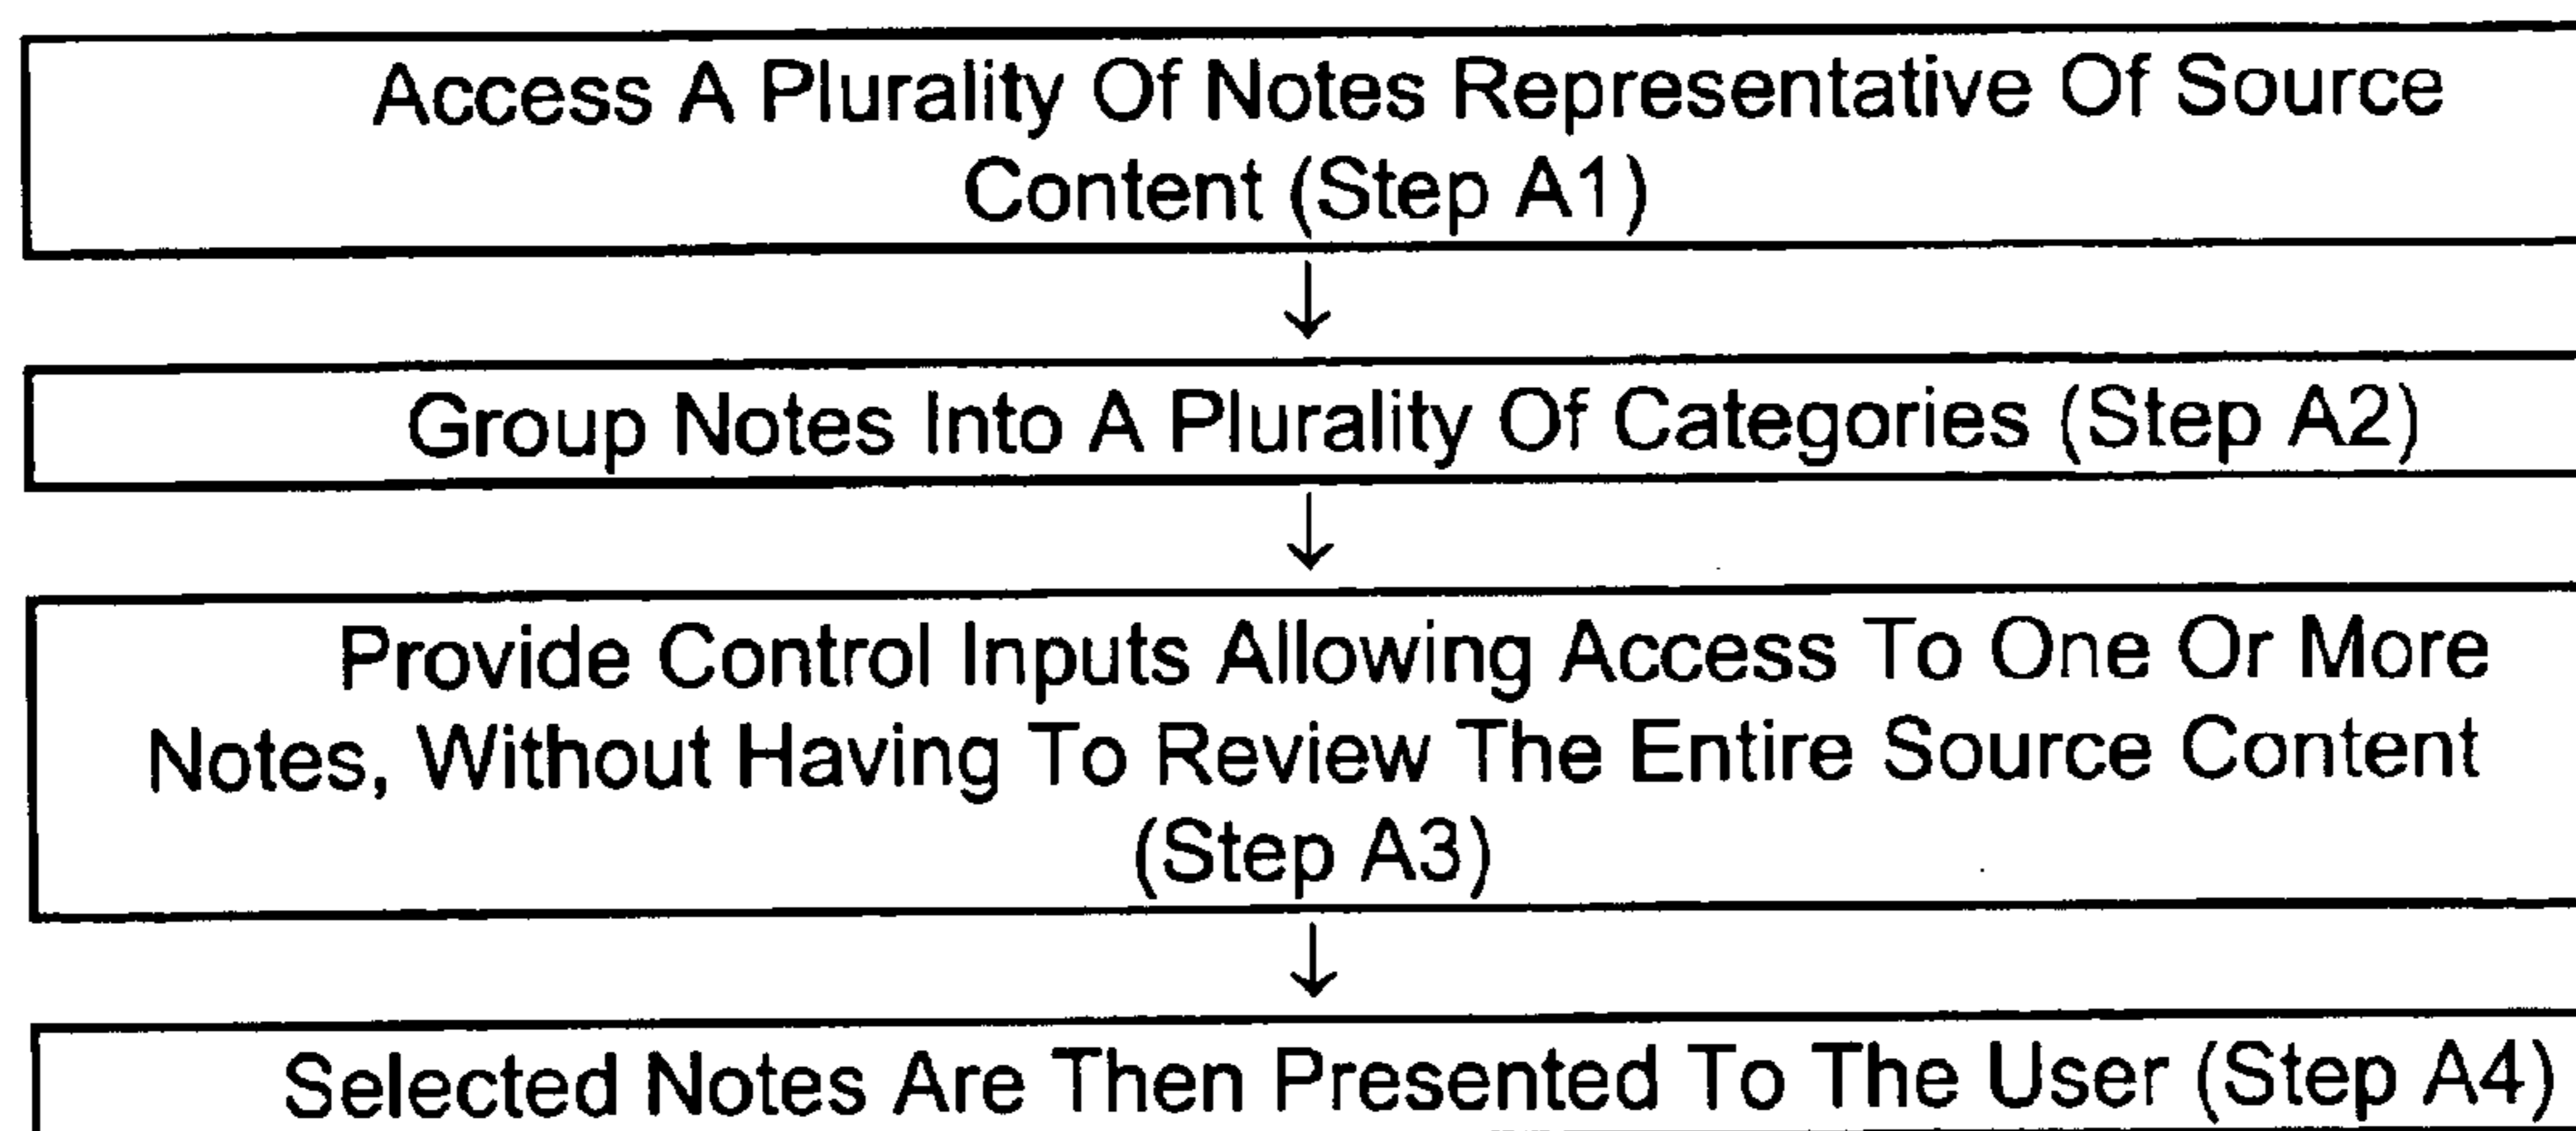 Access A Plurality Of Notes Representative Of Source
Content (Step A1)
Group Notes Into A Plurality Of Categories (Step A2)
Provide Control Inputs Allowing Access To One Or More
Notes, Without Having To Review The Entire Source Content
(Step A3)
Selected Notes Are Then Presented To The User (Step A4)